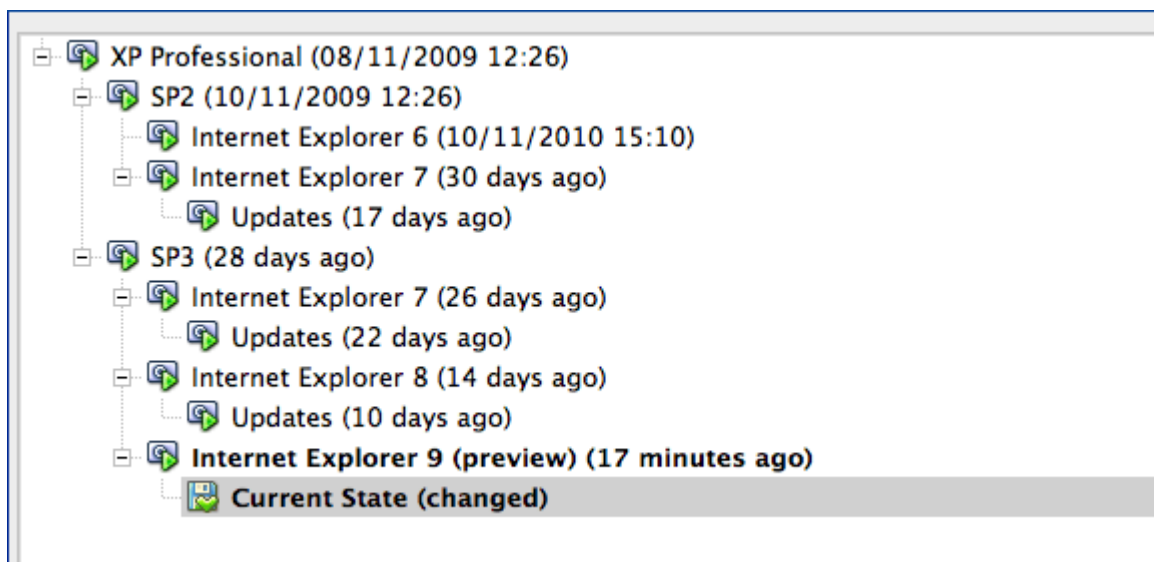 XP Professional (08/11/2009 12:26)
SP2 (10/11/2009 12:26)
Internet Explorer 6 (10/11/2010 15:10)
Internet Explorer 7 (30 days ago)
Updates (17 days ago)
SP3 (28 days ago)
Internet Explorer 7 (26 days ago)
Updates (22 days ago)
Internet Explorer 8 (14 days ago)
Updates (10 days ago)
Internet Explorer 9 (preview) (17 minutes ago)
Current State (changed)